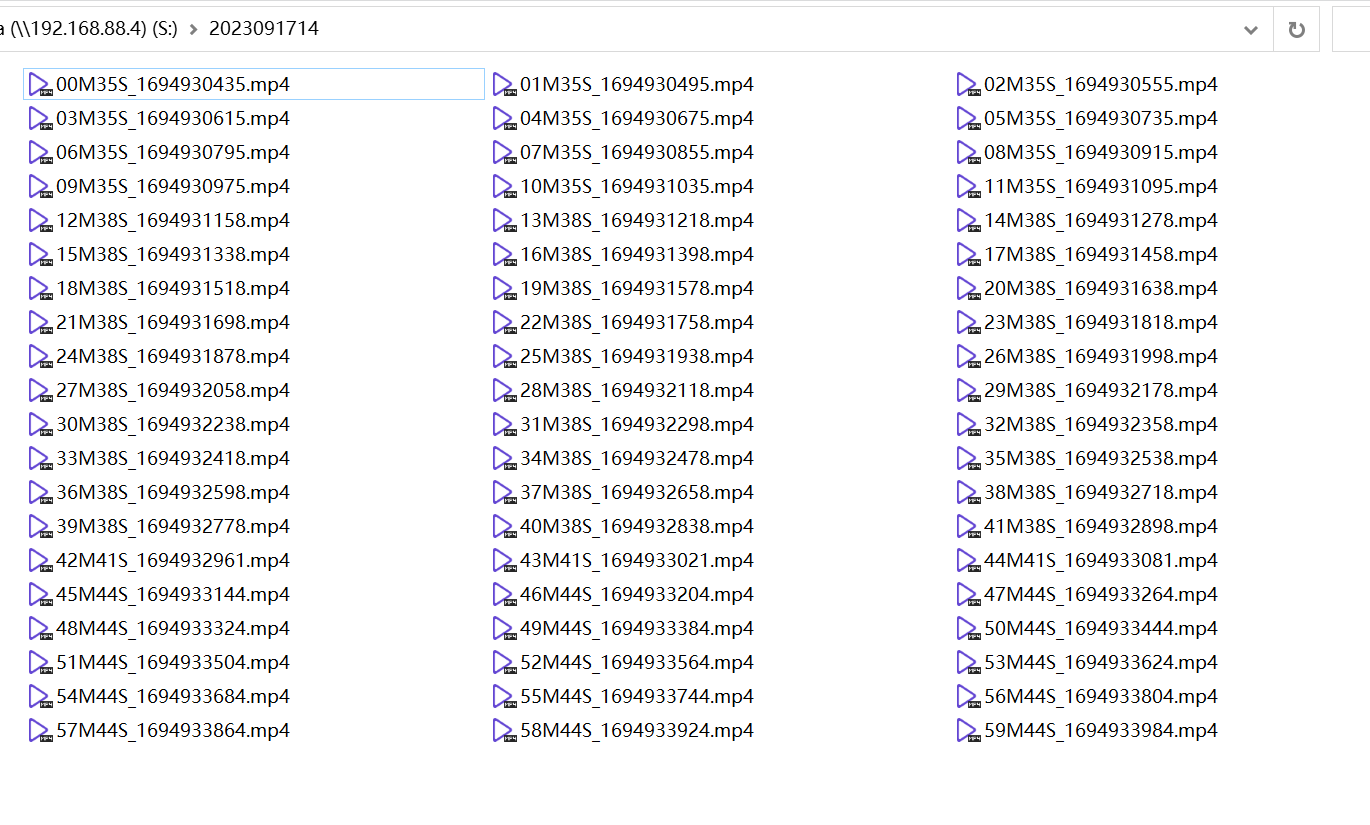 a (\\192.168.88.4) (S:) > 2023091714
00M35S_1694930435.mp4 01M35S_1694930495.mp4 02M35S_1694930555.mp4
03M35S_1694930615.mp4 04M35S_1694930675.mp4 05M35S_1694930735.mp4
06M35S_1694930795.mp4 07M35S_1694930855.mp4 08M35S_1694930915.mp4
09M35S_1694930975.mp4 10M35S_1694931035.mp4 11M35S_1694931095.mp4
12M38S_1694931158.mp4 13M38S_1694931218.mp4 14M38S_1694931278.mp4
15M38S_1694931338.mp4 16M38S_1694931398.mp4 17M38S_1694931458.mp4
18M38S_1694931518.mp4 19M38S_1694931578.mp4 20M38S_1694931638.mp4
21M38S_1694931698.mp4 22M38S_1694931758.mp4 23M38S_1694931818.mp4
24M38S_1694931878.mp4 25M38S_1694931938.mp4 26M38S_1694931998.mp4
27M38S_1694932058.mp4 28M38S_1694932118.mp4 29M38S_1694932178.mp4
30M38S_1694932238.mp4 31M38S_1694932298.mp4 32M38S_1694932358.mp4
33M38S_1694932418.mp4 34M38S_1694932478.mp4 35M38S_1694932538.mp4
36M38S_1694932598.mp4 37M38S_1694932658.mp4 38M38S_1694932718.mp4
39M38S_1694932778.mp4 40M38S_1694932838.mp4 41M38S_1694932898.mp4
42M41S_1694932961.mp4 43M41S_1694933021.mp4 44M41S_1694933081.mp4
45M44S_1694933144.mp4 46M44S_1694933204.mp4 47M44S_1694933264.mp4
48M44S_1694933324.mp4 49M44S_1694933384.mp4 50M44S_1694933444.mp4
51M44S_1694933504.mp4 52M44S_1694933564.mp4 53M44S_1694933624.mp4
54M44S_1694933684.mp4 55M44S_1694933744.mp4 56M44S_1694933804.mp4
57M44S_1694933864.mp4 58M44S_1694933924.mp4 59M44S_1694933984.mp4